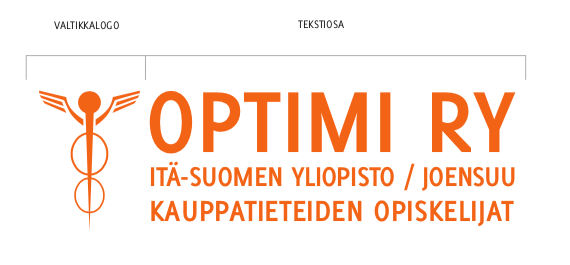 VALTIKKALOGO
TEKSTIOSA
OPTIMI RY
ITÄ-SUOMEN YLIOPISTO / JOENSUU
KAUPPATIETEIDEN OPISKELIJAT